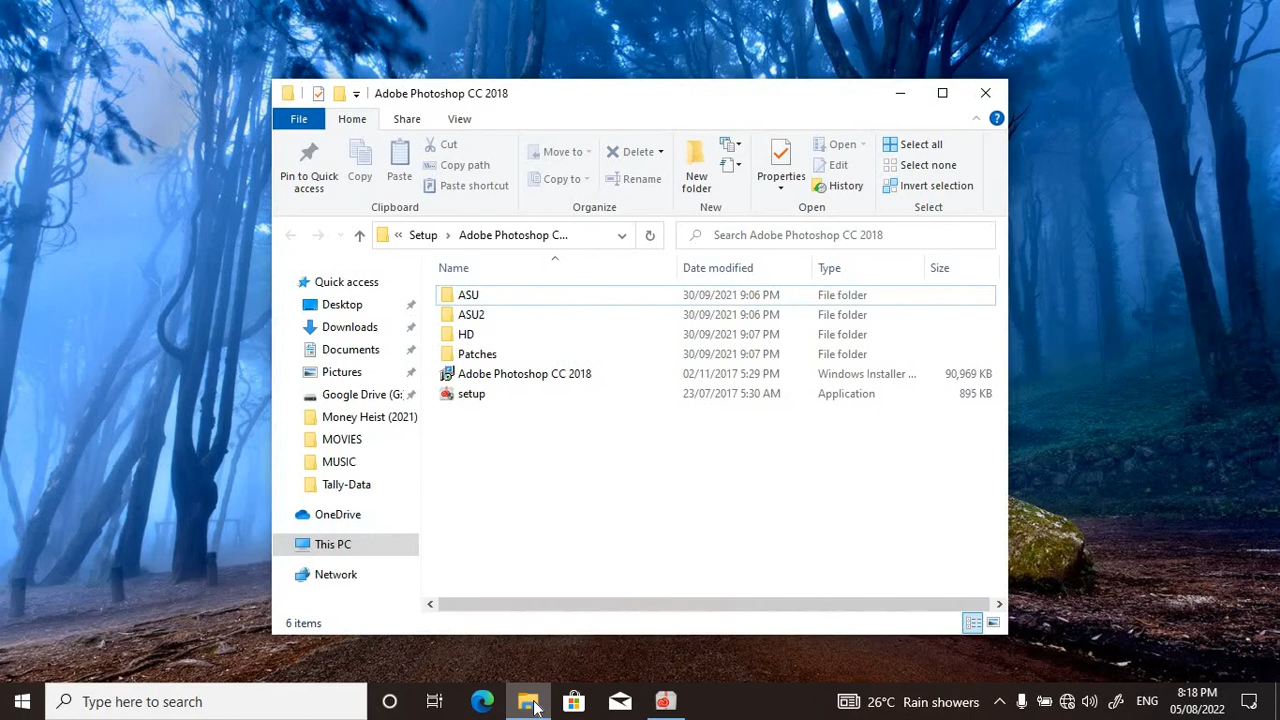 Adobe Photoshop CC 2018
File Home Share View
Pin to Quick access
Copy
Paste
Cut
Copy path
Paste shortcut
Clipboard
Move to
Copy to
Delete
Rename
Organize
New folder
New
Properties
Open
Edit
History
Open
Select all
Select none
Invert selection
Select
« Setup › Adobe Photoshop C...
Search Adobe Photoshop CC 2018
Quick access
Desktop
Downloads
Documents
Pictures
Google Drive (G:
Money Heist (2021)
MOVIES
MUSIC
Tally-Data
OneDrive
This PC
Network
Name Date modified Type Size
ASU 30/09/2021 9:06 PM File folder
ASU2 30/09/2021 9:06 PM File folder
HD 30/09/2021 9:07 PM File folder
Patches 30/09/2021 9:07 PM File folder
Adobe Photoshop CC 2018 02/11/2017 5:29 PM Windows Installer ... 90,969 KB
setup 23/07/2017 5:30 AM Application 895 KB
6 items
Type here to search
26°C Rain showers
ENG
8:18 PM
05/08/2022